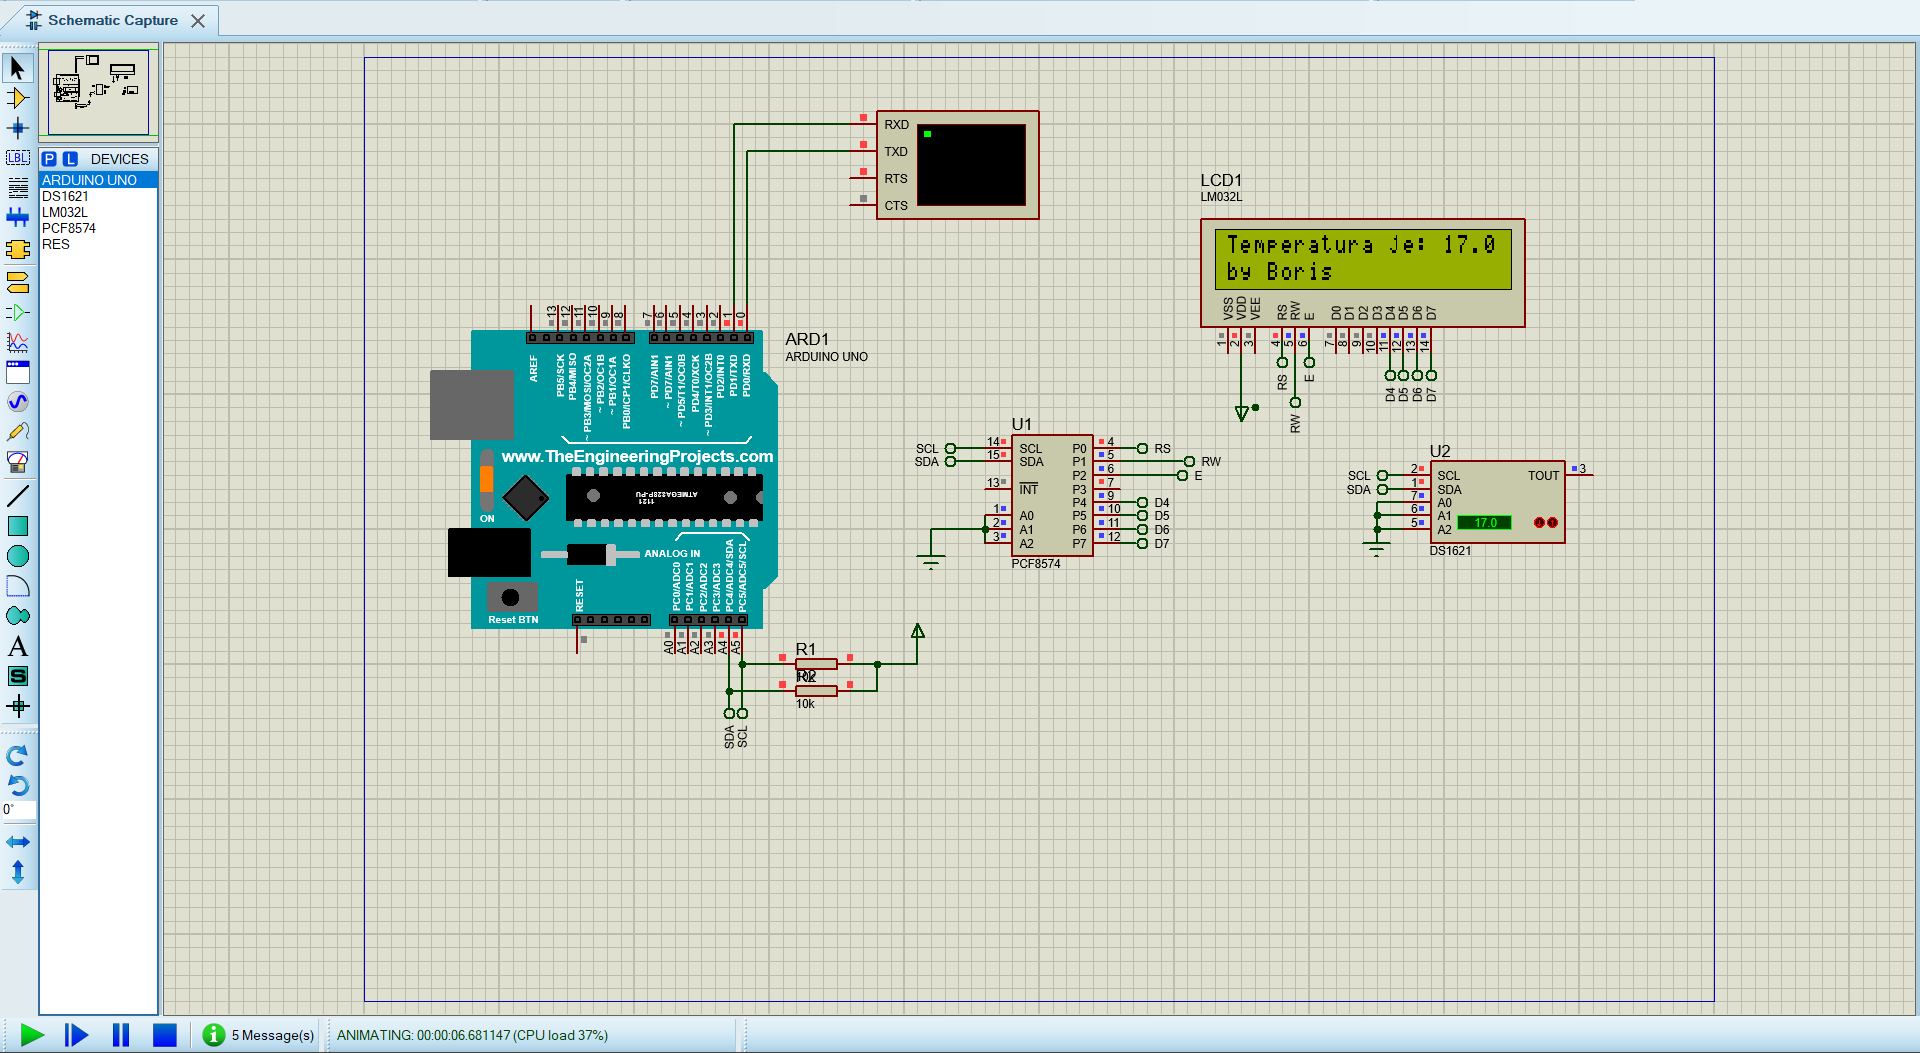 Schematic Capture
P L DEVICES
ARDUINO UNO
DS1621
LM032L
PCF8574
RES
LBL
A
S
0°
RXD
TXD
RTS
CTS
LCD1
LM032L
Temperatura Je: 17.0
by Boris
VSS VDD VEE RS RW E D0 D1 D2 D3 D4 D5 D6 D7
1 2 3 4 5 6 7 8 9 10 11 12 13 14
RS RW E D4 D5 D6 D7
13 12 11 10 9 8 7 6 5 4 3 2 1 0
ARD1
ARDUINO UNO
AREF
PB5/SCK
PB4/MISO
~ PB3/MOSI/OC2A
~ PB2/OC1B
~ PB1/OC1A
PB0/ICP1/CLKO
PD7/AIN1
~ PD7/AIN1
~ PD5/T1/OC0B
PD4/T0/XCK
~ PD3/INT1/OC2B
PD2/INT0
PD1/TXD
PD0/RXD
www.TheEngineeringProjects.com
ATMEGA328P-PU
1121
ON
ANALOG IN
RESET
Reset BTN
PC0/ADC0
PC1/ADC1
PC2/ADC2
PC3/ADC3
PC4/ADC4/SDA
PC5/ADC5/SCL
A0 A1 A2 A3 A4 A5
R1
R2
10k
SDA SCL
U1
SCL 14 SCL P0 4 RS
SDA 15 SDA P1 5 RW
P2 6 E
13 INT P3 7
P4 9 D4
1 A0 P5 10 D5
2 A1 P6 11 D6
3 A2 P7 12 D7
PCF8574
U2
SCL 2 SCL TOUT 3
SDA 1 SDA
7 A0
6 A1 17.0
5 A2
DS1621
5 Message(s)
ANIMATING: 00:00:06.681147 (CPU load 37%)